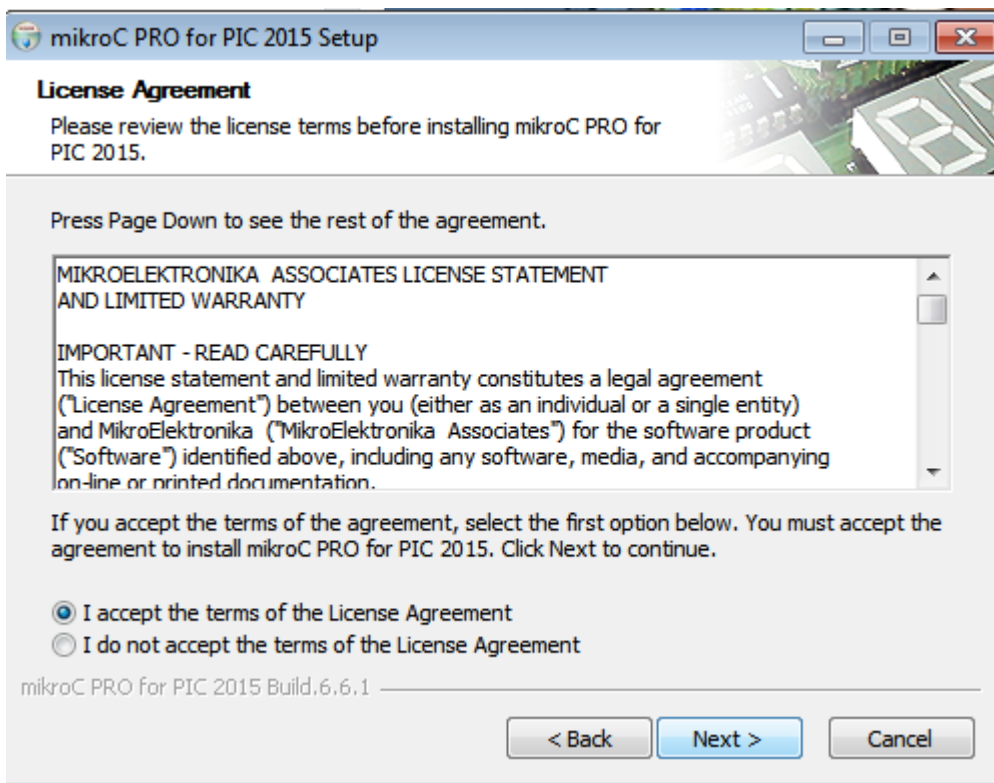 mikroC PRO for PIC 2015 Setup
License Agreement
Please review the license terms before installing mikroC PRO for
PIC 2015.
Press Page Down to see the rest of the agreement.
MIKROELEKTRONIKA  ASSOCIATES LICENSE STATEMENT
AND LIMITED WARRANTY
IMPORTANT - READ CAREFULLY
This license statement and limited warranty constitutes a legal agreement
("License Agreement") between you (either as an individual or a single entity)
and MikroElektronika  ("MikroElektronika  Associates") for the software product
("Software") identified above, including any software, media, and accompanying
on-line or printed documentation.
If you accept the terms of the agreement, select the first option below. You must accept the
agreement to install mikroC PRO for PIC 2015. Click Next to continue.
I accept the terms of the License Agreement
I do not accept the terms of the License Agreement
mikroC PRO for PIC 2015 Build.6.6.1
< Back
Next >
Cancel